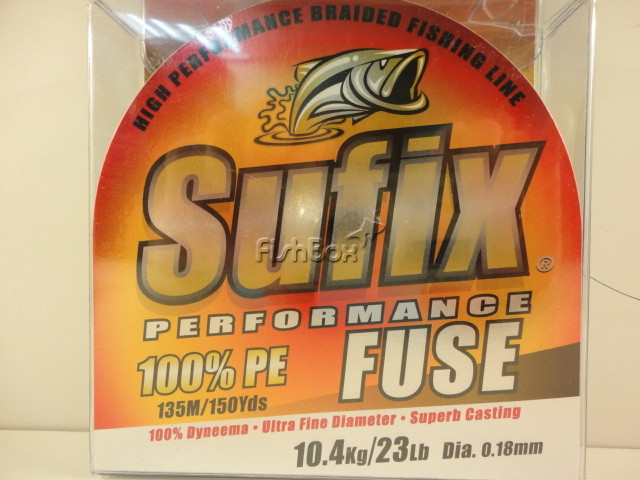 HIGH PERFORMANCE BRAIDED FISHING LINE
Sufix®
FishBox
PERFORMANCE
100% PE FUSE
135M/150Yds
100% Dyneema • Ultra Fine Diameter • Superb Casting
10.4Kg/23Lb Dia. 0.18mm